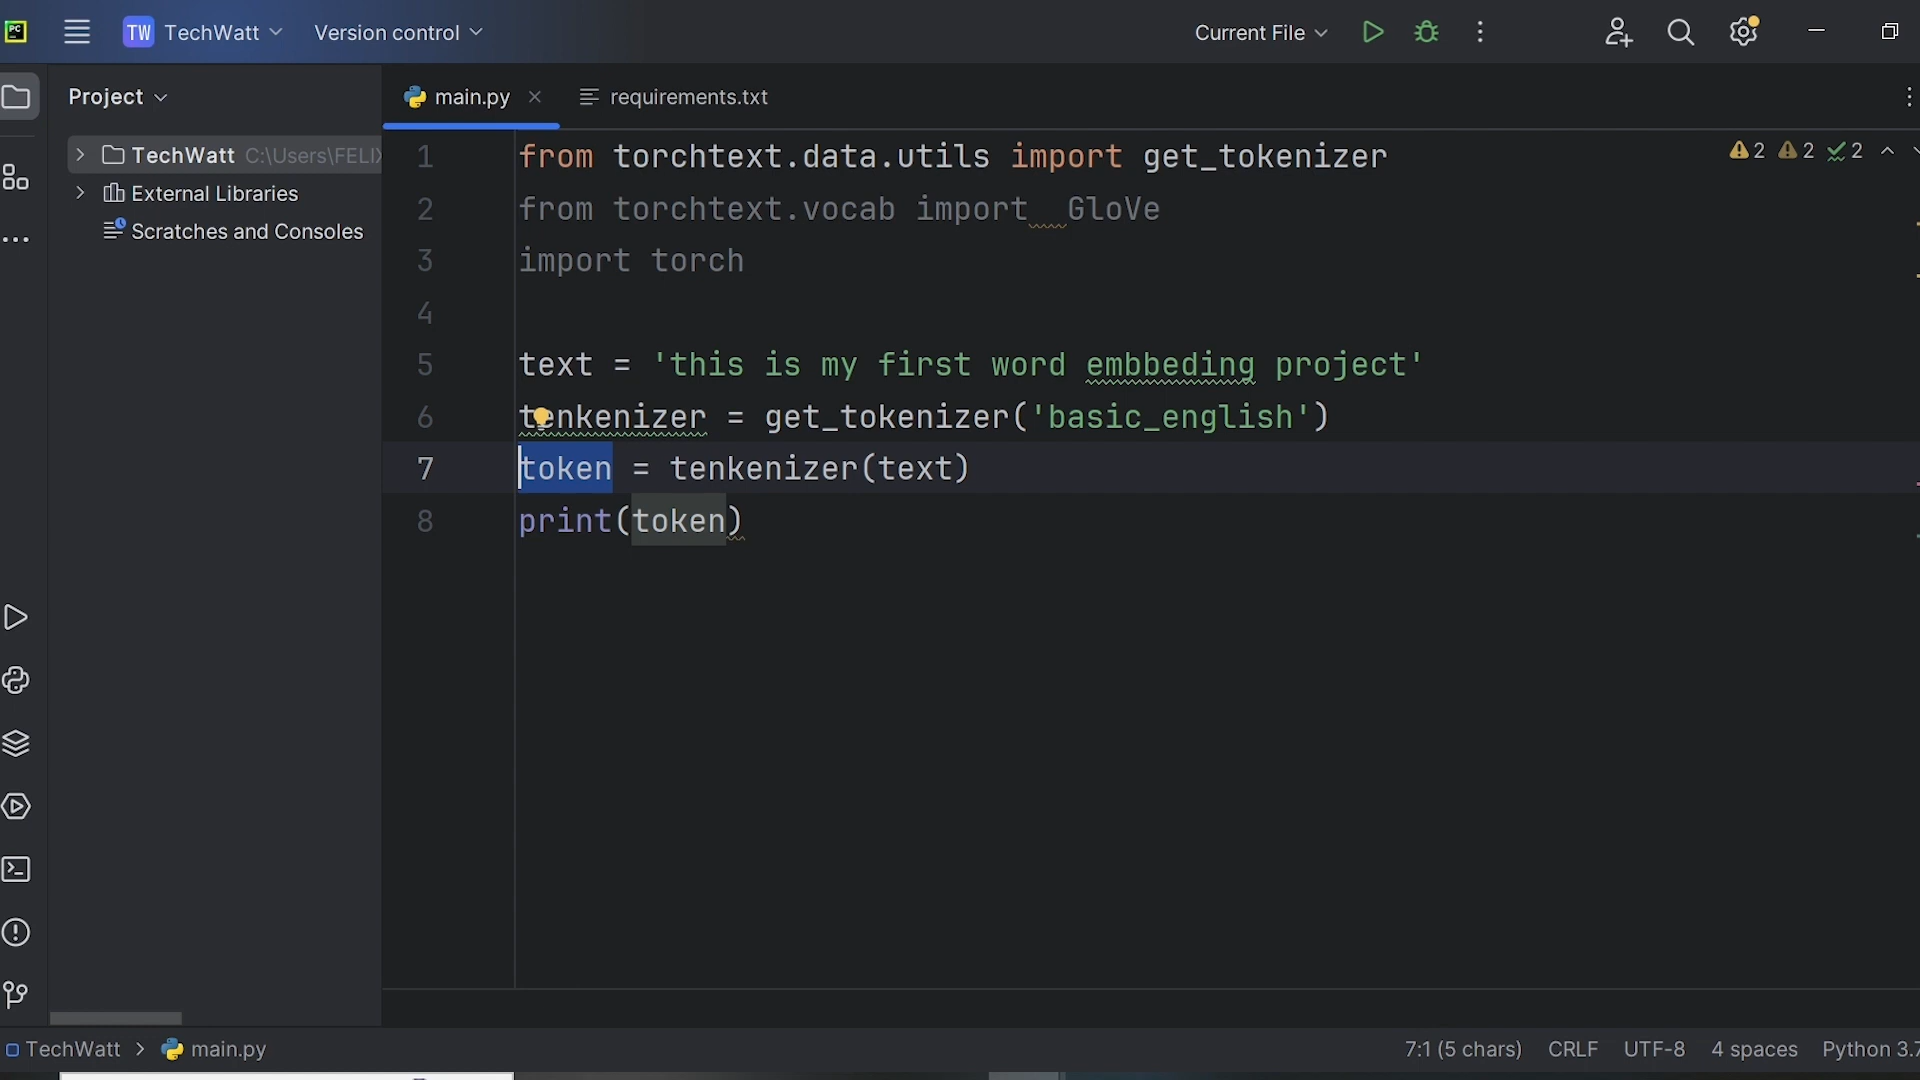 PC TW TechWatt Version control Current File
Project main.py requirements.txt
TechWatt C:\Users\FELIX
External Libraries
Scratches and Consoles
2 2 2
1 from torchtext.data.utils import get_tokenizer
2 from torchtext.vocab import  GloVe
3 import torch
4
5 text = 'this is my first word embbeding project'
6 tenkenizer = get_tokenizer('basic_english')
7 token = tenkenizer(text)
8 print(token)
TechWatt > main.py 7:1 (5 chars) CRLF UTF-8 4 spaces Python 3.7